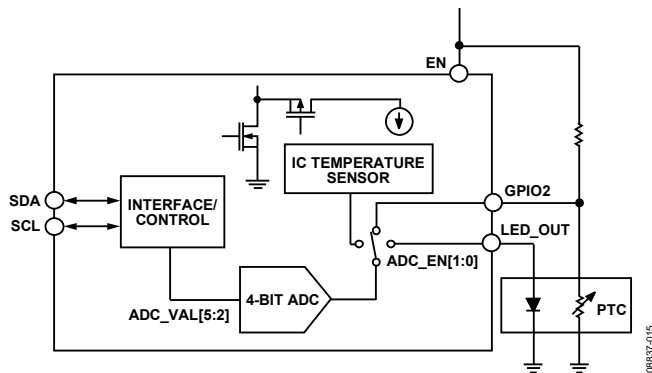 EN
IC TEMPERATURE
SENSOR
SDA
SCL
INTERFACE/
CONTROL
GPIO2
LED_OUT
ADC_EN[1:0]
4-BIT ADC
ADC_VAL[5:2]
PTC
08837-015